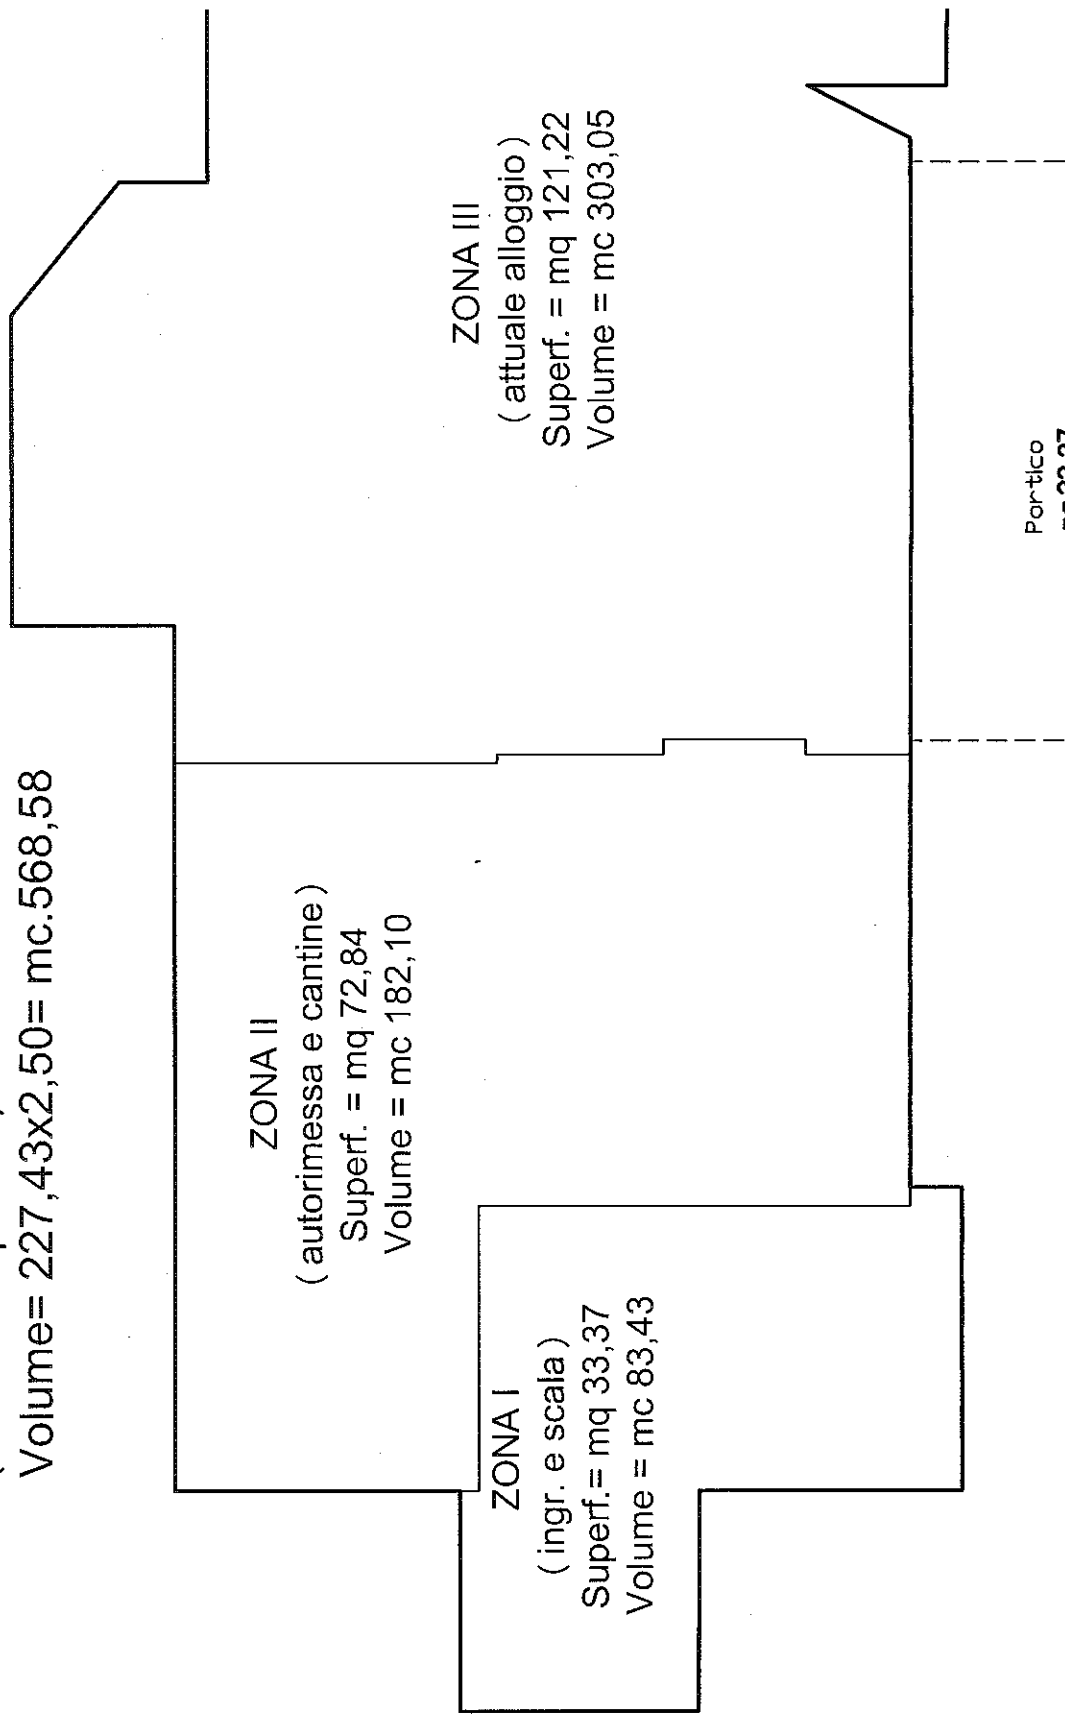 Volume= 227,43x2,50= mc.568,58
ZONA I
(ingr. e scala)
Superf.= mq 33,37
Volume = mc 83,43
ZONA II
(autorimessa e cantine)
Superf. = mq 72,84
Volume = mc 182,10
ZONA III
(attuale alloggio)
Superf. = mq 121,22
Volume = mc 303,05
Portico